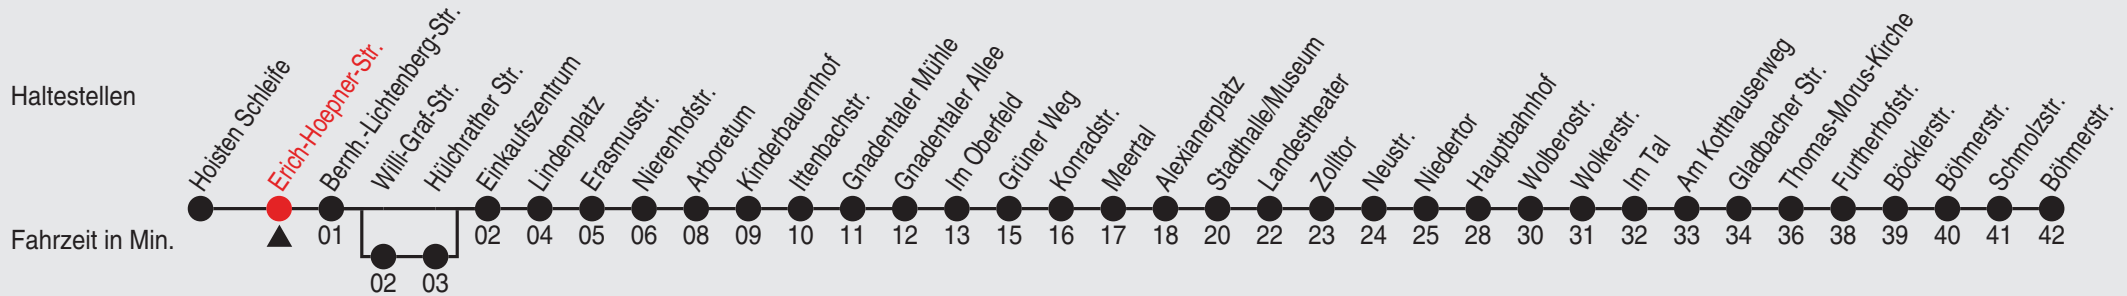 Haltestellen
Hoisten Schleife
Erich-Hoepner-Str.
Bernh.-Lichtenberg-Str.
Willi-Graf-Str.
Hülchrather Str.
Einkaufszentrum
Lindenplatz
Erasmusstr.
Nierenhofstr.
Arboretum
Kinderbauernhof
Ittenbachstr.
Gnadentaler Mühle
Gnadentaler Allee
Im Oberfeld
Grüner Weg
Konradstr.
Meertal
Alexianerplatz
Stadthalle/Museum
Landestheater
Zolltor
Neustr.
Niedertor
Hauptbahnhof
Wolberostr.
Wolkerstr.
Im Tal
Am Kotthauserweg
Gladbacher Str.
Thomas-Morus-Kirche
Furtherhofstr.
Böcklerstr.
Böhmerstr.
Schmolzstr.
Böhmerstr.
Fahrzeit in Min. 01 02 04 05 06 08 09 10 11 12 13 15 16 17 18 20 22 23 24 25 28 30 31 32 33 34 36 38 39 40 41 42
02 03